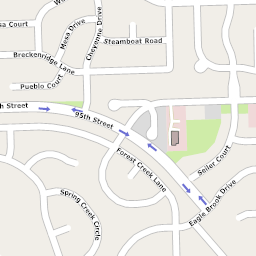 Court
Mesa Drive
Cheyenne Drive
Steamboat Road
Breckenridge Lane
Pueblo Court
Street
95th Street
Forest Creek Lane
Seiler Court
Eagle Brook Drive
Spring Creek Circle